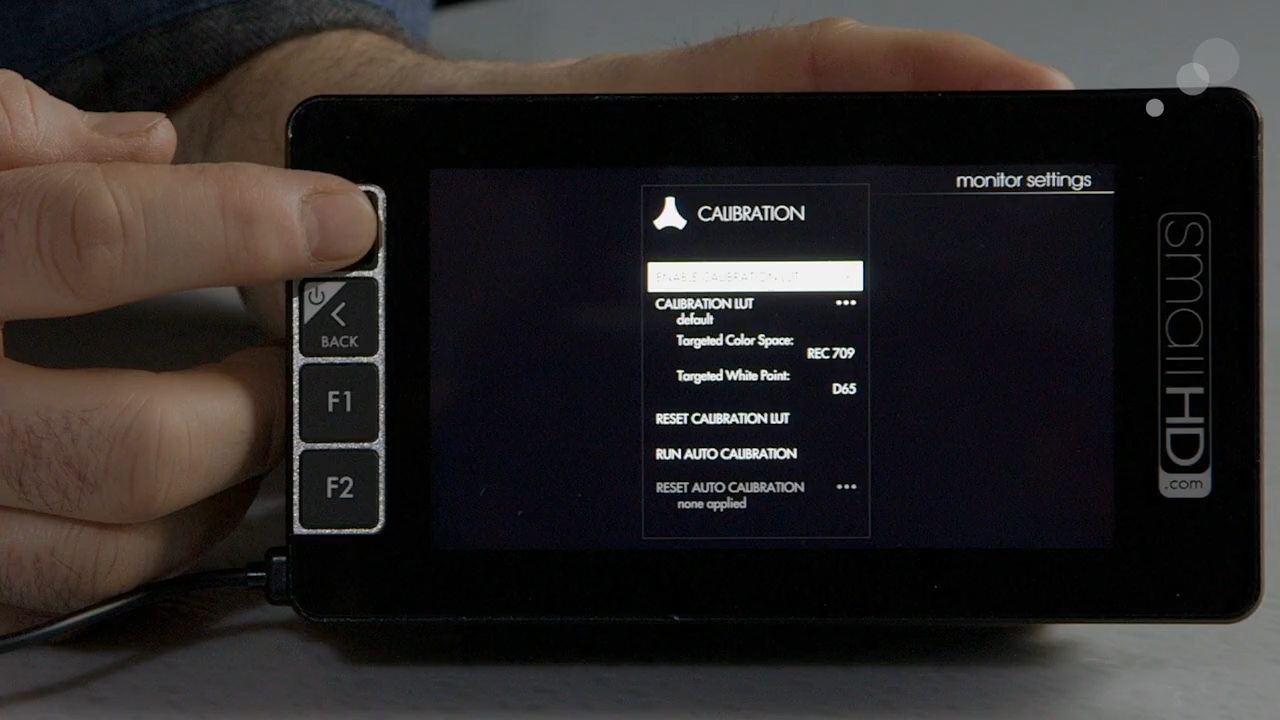 monitor settings
CALIBRATION
ENABLE CALIBRATION LUT
CALIBRATION LUT •••
default
Targeted Color Space:
REC 709
Targeted White Point:
D65
RESET CALIBRATION LUT
RUN AUTO CALIBRATION
RESET AUTO CALIBRATION •••
none applied
BACK
F1
F2
smallHD
.com